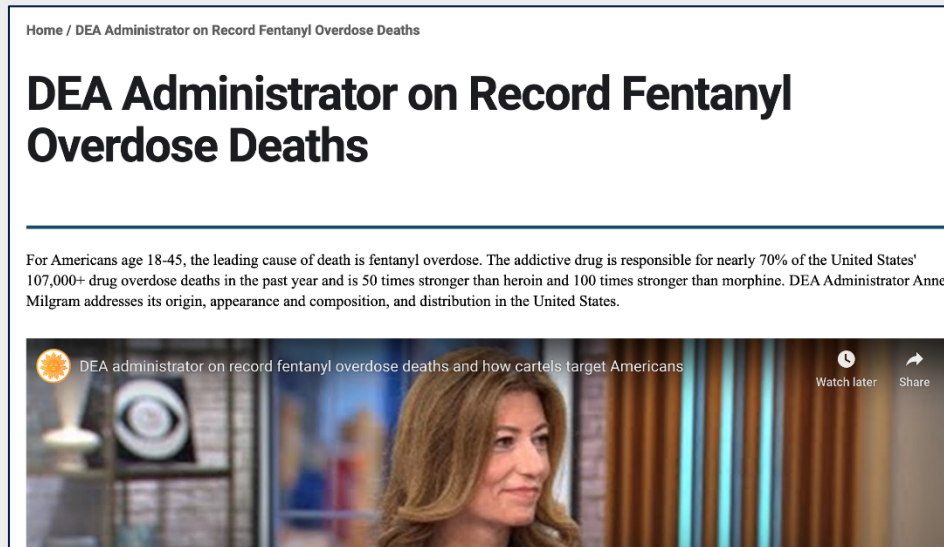 Home / DEA Administrator on Record Fentanyl Overdose Deaths
DEA Administrator on Record Fentanyl
Overdose Deaths
For Americans age 18-45, the leading cause of death is fentanyl overdose. The addictive drug is responsible for nearly 70% of the United States'
107,000+ drug overdose deaths in the past year and is 50 times stronger than heroin and 100 times stronger than morphine. DEA Administrator Anne
Milgram addresses its origin, appearance and composition, and distribution in the United States.
DEA administrator on record fentanyl overdose deaths and how cartels target Americans
Watch later
Share